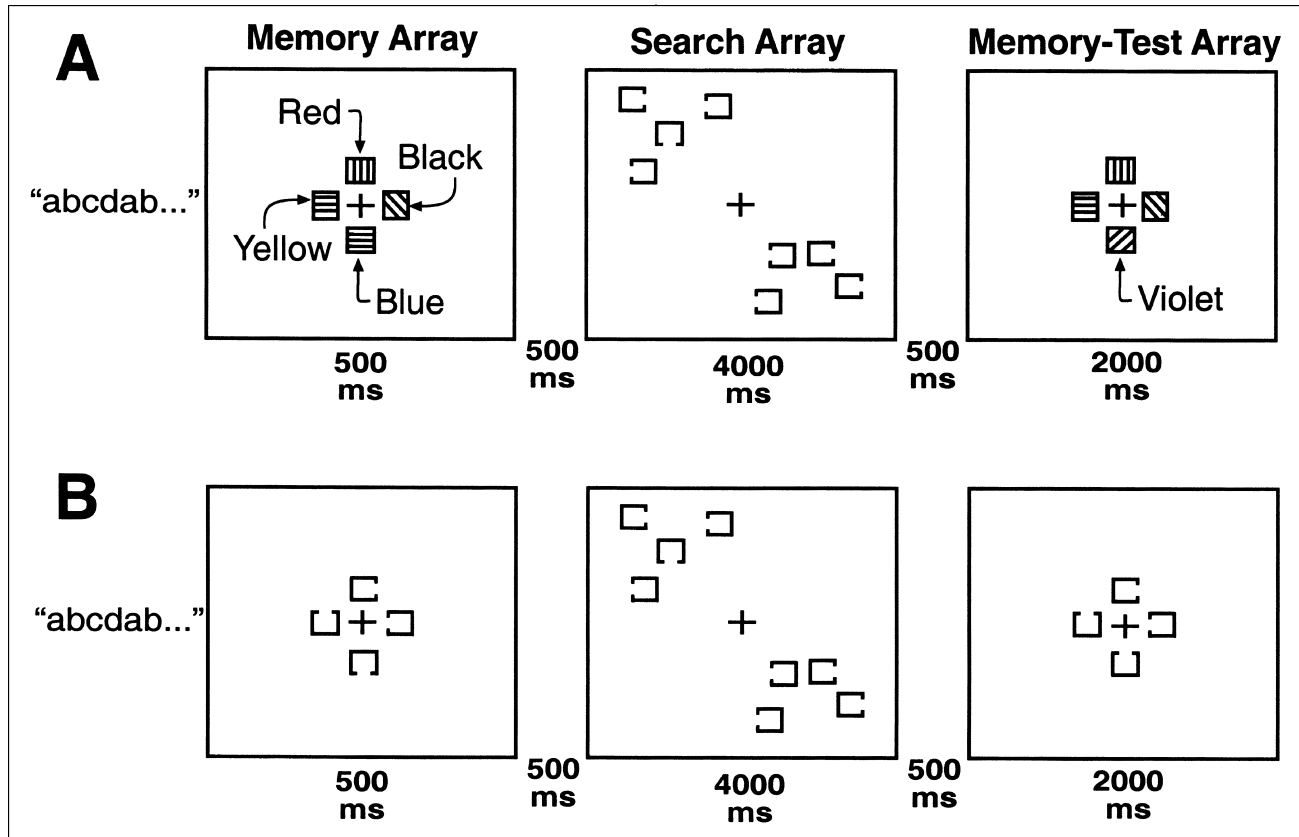 A
Memory Array
Search Array
Memory-Test Array
Red
Black
“abcdab...”
Yellow
Blue
Violet
500
ms
500
ms
4000
ms
500
ms
2000
ms
B
“abcdab...”
500
ms
500
ms
4000
ms
500
ms
2000
ms